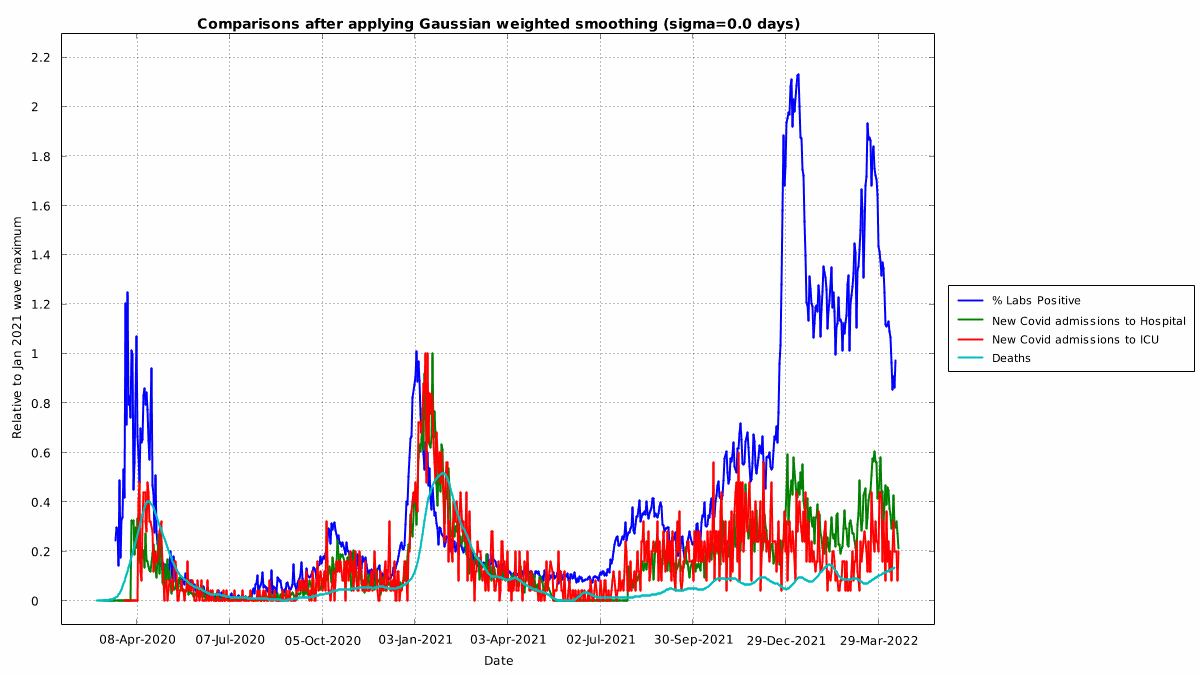 Comparisons after applying Gaussian weighted smoothing (sigma=0.0 days)
2.2
2
1.8
1.6
1.4
1.2
1
0.8
0.6
0.4
0.2
0
Relative to Jan 2021 wave maximum
08-Apr-2020 07-Jul-2020 05-Oct-2020 03-Jan-2021 03-Apr-2021 02-Jul-2021 30-Sep-2021 29-Dec-2021 29-Mar-2022
Date
% Labs Positive
New Covid admissions to Hospital
New Covid admissions to ICU
Deaths